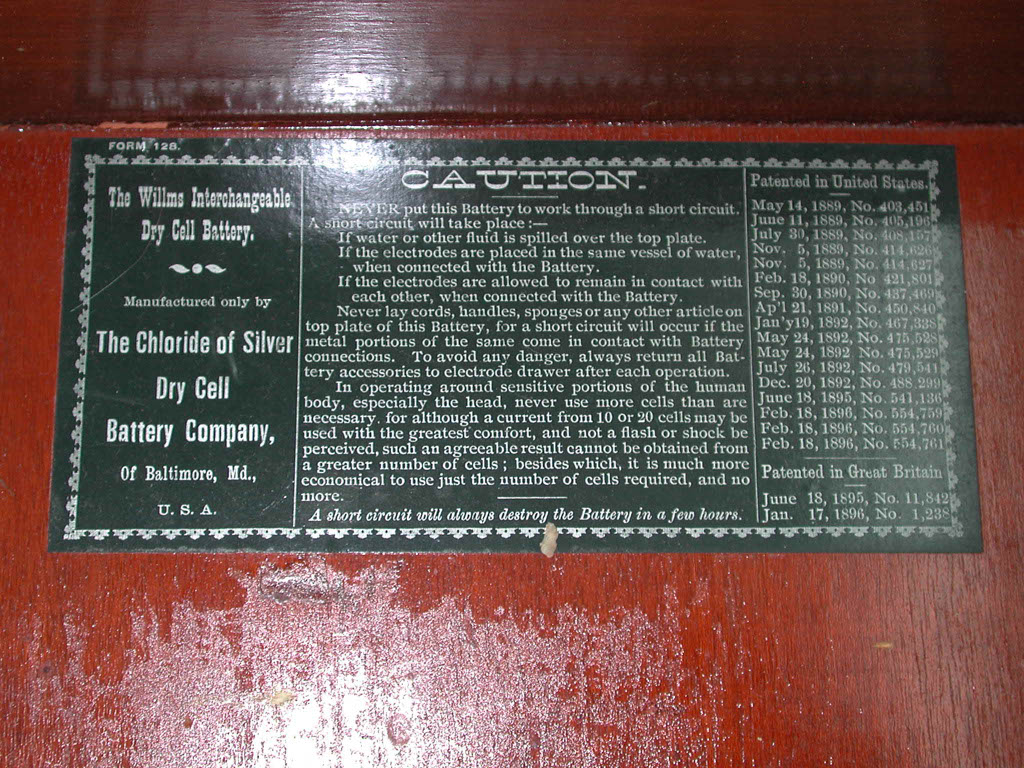 FORM 128.
The Willms Interchangeable
Dry Cell Battery.
Manufactured only by
The Chloride of Silver
Dry Cell
Battery Company,
Of Baltimore, Md.,
U. S. A.
CAUTION.
NEVER put this Battery to work through a short circuit.
A short circuit will take place :—
If water or other fluid is spilled over the top plate.
If the electrodes are placed in the same vessel of water,
when connected with the Battery.
If the electrodes are allowed to remain in contact with
each other, when connected with the Battery.
Never lay cords, handles, sponges or any other article on
top plate of this Battery, for a short circuit will occur if the
metal portions of the same come in contact with Battery
connections. To avoid any danger, always return all Bat-
tery accessories to electrode drawer after each operation.
In operating around sensitive portions of the human
body, especially the head, never use more cells than are
necessary, for although a current from 10 or 20 cells may be
used with the greatest comfort, and not a flash or shock be
perceived, such an agreeable result cannot be obtained from
a greater number of cells ; besides which, it is much more
economical to use just the number of cells required, and no
more.
A short circuit will always destroy the Battery in a few hours.
Patented in United States.
May 14, 1889, No. 403,451
June 11, 1889, No. 405,196
July 30, 1889, No. 408,157
Nov. 5, 1889, No. 414,626
Nov. 5, 1889, No. 414,627
Feb. 18, 1890, No. 421,801
Sep. 30, 1890, No. 437,469
Ap'l 21, 1891, No. 450,840
Jan'y 19, 1892, No. 467,338
May 24, 1892, No. 475,528
May 24, 1892 No. 475,529
July 26, 1892 No. 479,541
Dec. 20, 1892 No. 488,299
June 18, 1895, No. 541,136
Feb. 18, 1896, No. 554,759
Feb. 18, 1896, No. 554,760
Feb. 18, 1896, No. 554,761
Patented in Great Britain
June 18, 1895, No. 11,842
Jan. 17, 1896, No. 1,238